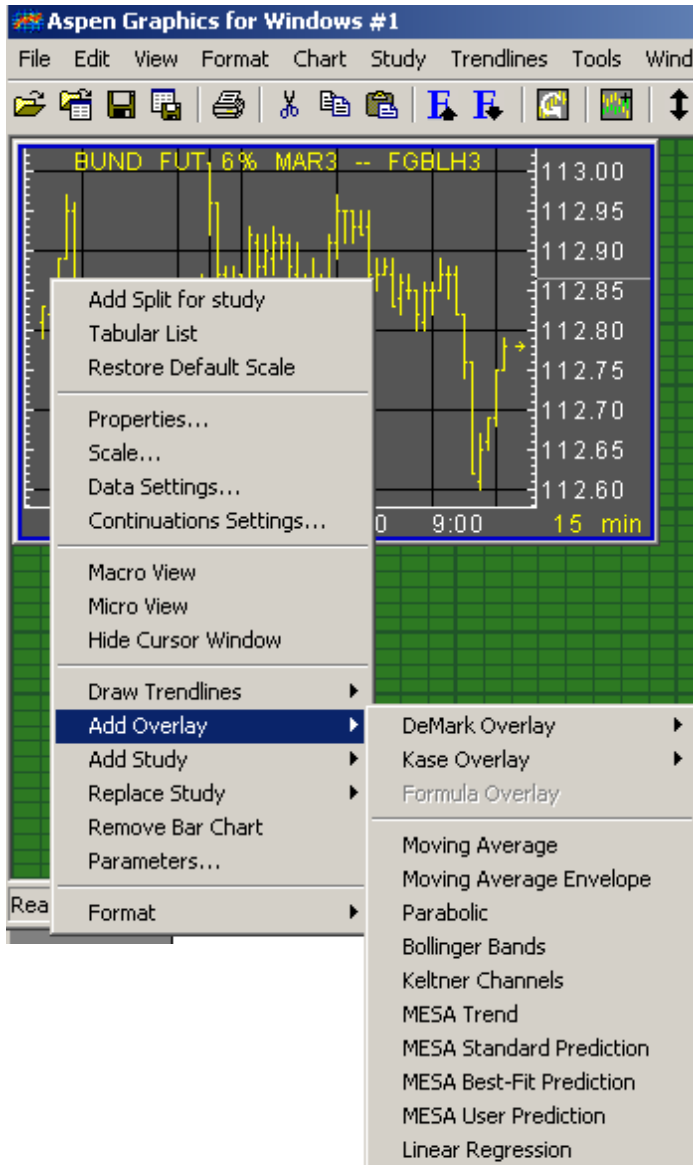 Aspen Graphics for Windows #1
File Edit View Format Chart Study Trendlines Tools Wind
BUND FUT 6% MAR3 -- FGBLH3
113.00
112.95
112.90
112.85
112.80
112.75
112.70
112.65
112.60
0 9:00 15 min
Add Split for study
Tabular List
Restore Default Scale
Properties...
Scale...
Data Settings...
Continuations Settings...
Macro View
Micro View
Hide Cursor Window
Draw Trendlines
Add Overlay
Add Study
Replace Study
Remove Bar Chart
Parameters...
Format
Rea
DeMark Overlay
Kase Overlay
Formula Overlay
Moving Average
Moving Average Envelope
Parabolic
Bollinger Bands
Keltner Channels
MESA Trend
MESA Standard Prediction
MESA Best-Fit Prediction
MESA User Prediction
Linear Regression